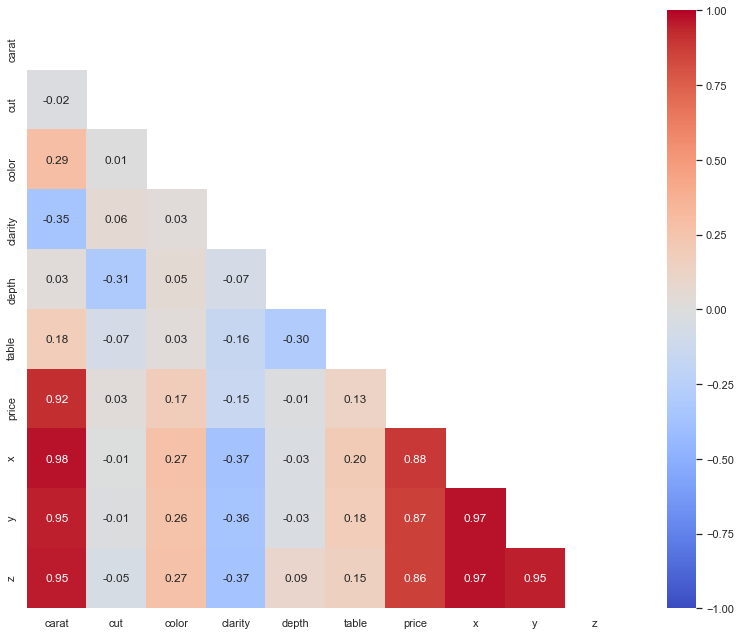 carat
cut -0.02
color 0.29 0.01
clarity -0.35 0.06 0.03
depth 0.03 -0.31 0.05 -0.07
table 0.18 -0.07 0.03 -0.16 -0.30
price 0.92 0.03 0.17 -0.15 -0.01 0.13
x 0.98 -0.01 0.27 -0.37 -0.03 0.20 0.88
y 0.95 -0.01 0.26 -0.36 -0.03 0.18 0.87 0.97
z 0.95 -0.05 0.27 -0.37 0.09 0.15 0.86 0.97 0.95
carat cut color clarity depth table price x y z
1.00
0.75
0.50
0.25
0.00
−0.25
−0.50
−0.75
−1.00